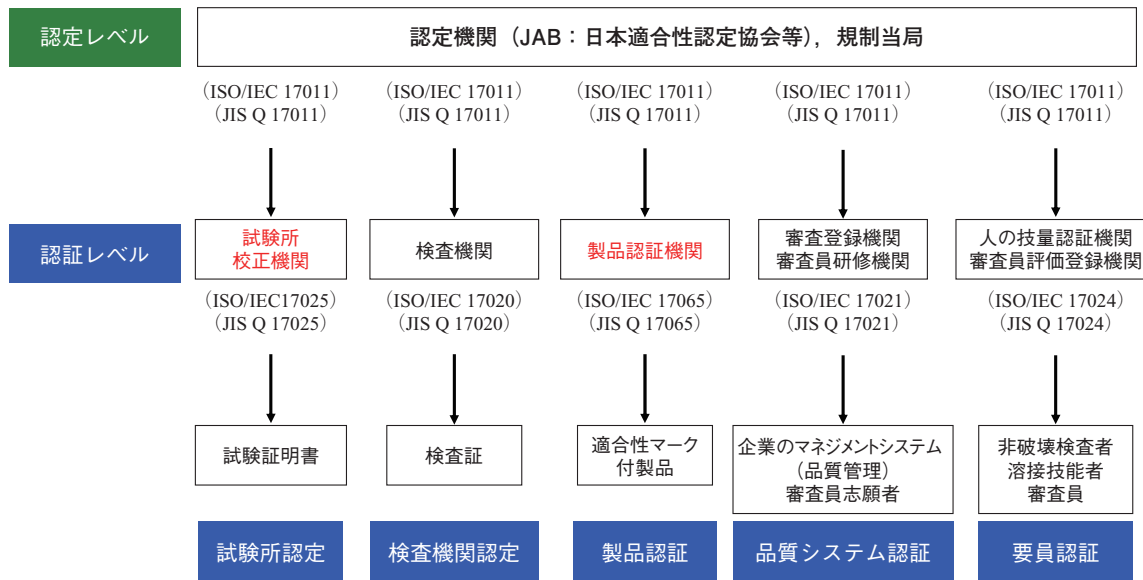 認定レベル
認定機関（JAB：日本適合性認定協会等），規制当局
（ISO/IEC 17011）
（JIS Q 17011）
（ISO/IEC 17011）
（JIS Q 17011）
（ISO/IEC 17011）
（JIS Q 17011）
（ISO/IEC 17011）
（JIS Q 17011）
（ISO/IEC 17011）
（JIS Q 17011）
認証レベル
試験所
校正機関
検査機関
製品認証機関
審査登録機関
審査員研修機関
人の技量認証機関
審査員評価登録機関
（ISO/IEC17025）
（JIS Q 17025）
（ISO/IEC 17020）
（JIS Q 17020）
（ISO/IEC 17065）
（JIS Q 17065）
（ISO/IEC 17021）
（JIS Q 17021）
（ISO/IEC 17024）
（JIS Q 17024）
試験証明書
検査証
適合性マーク
付製品
企業のマネジメントシステム
（品質管理）
審査員志願者
非破壊検査者
溶接技能者
審査員
試験所認定
検査機関認定
製品認証
品質システム認証
要員認証